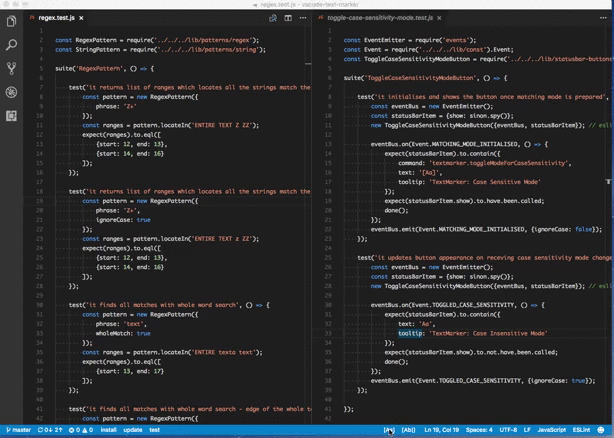 regex.test.js - vscode-text-marker
regex.test.js ×
1
2 const RegexPattern = require('../../../lib/patterns/regex');
3 const StringPattern = require('../../../lib/patterns/string');
4
5 suite('RegexPattern', () => {
6
7 test('it returns list of ranges which locates all the strings match the
8 const pattern = new RegexPattern({
9 phrase: 'Z+'
10 });
11 const ranges = pattern.locateIn('ENTIRE TEXT Z ZZ');
12 expect(ranges).to.eql([
13 {start: 12, end: 13},
14 {start: 14, end: 16}
15 ]);
16 });
17
18 test('it returns list of ranges which locates all the strings match the
19 const pattern = new RegexPattern({
20 phrase: 'Z+',
21 ignoreCase: true
22 });
23 const ranges = pattern.locateIn('ENTIRE TEXT z ZZ');
24 expect(ranges).to.eql([
25 {start: 12, end: 13},
26 {start: 14, end: 16}
27 ]);
28 });
29
30 test('it finds all matches with whole word search', () => {
31 const pattern = new RegexPattern({
32 phrase: 'text',
33 wholeMatch: true
34 });
35 const ranges = pattern.locateIn('ENTIRE texta text');
36 expect(ranges).to.eql([
37 {start: 13, end: 17}
38 ]);
39 });
40
41 test('it finds all matches with whole word search - edge of the whole
42 const pattern = new RegexPattern({
toggle-case-sensitivity-mode.test.js ×
1
2 const EventEmitter = require('events');
3 const Event = require('../../../lib/const').Event;
4 const ToggleCaseSensitivityModeButton = require('../../../lib/statusbar-buttons
5
6 suite('ToggleCaseSensitivityModeButton', () => {
7
8 test('it initialises and shows the button once matching mode is prepared',
9 const eventBus = new EventEmitter();
10 const statusBarItem = {show: sinon.spy()};
11 new ToggleCaseSensitivityModeButton({eventBus, statusBarItem}); // esli
12
13 eventBus.on(Event.MATCHING_MODE_INITIALISED, () => {
14 expect(statusBarItem).to.contain({
15 command: 'textmarker.toggleModeForCaseSensitivity',
16 text: '[Aa]',
17 tooltip: 'TextMarker: Case Sensitive Mode'
18 });
19 expect(statusBarItem.show).to.have.been.called;
20 done();
21 });
22 eventBus.emit(Event.MATCHING_MODE_INITIALISED, {ignoreCase: false});
23 });
24
25 test('it updates button appearance on receving case sensitivity mode change
26 const eventBus = new EventEmitter();
27 const statusBarItem = {show: sinon.spy()};
28 new ToggleCaseSensitivityModeButton({eventBus, statusBarItem}); // esli
29
30 eventBus.on(Event.TOGGLED_CASE_SENSITIVITY, () => {
31 expect(statusBarItem).to.contain({
32 text: 'Aa',
33 tooltip: 'TextMarker: Case Insensitive Mode'
34 });
35 expect(statusBarItem.show).to.not.have.been.called;
36 done();
37 });
38 eventBus.emit(Event.TOGGLED_CASE_SENSITIVITY, {ignoreCase: true});
39 });
40
41 });
42
master 0↓ 2↑ 0 0 install update test [Aa] [Ab|] Ln 19, Col 19 Spaces: 4 UTF-8 LF JavaScript ESLint